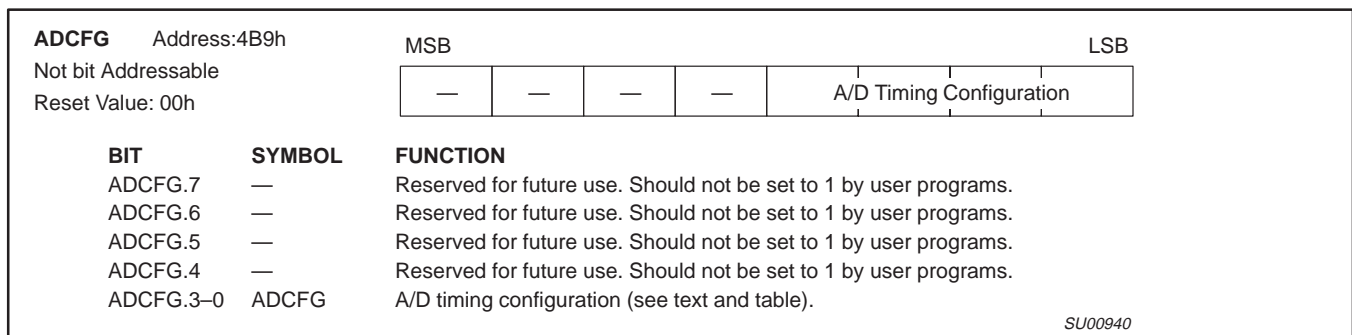 ADCFG Address:4B9h
Not bit Addressable
Reset Value: 00h
MSB LSB
— — — — A/D Timing Configuration
BIT SYMBOL FUNCTION
ADCFG.7 — Reserved for future use. Should not be set to 1 by user programs.
ADCFG.6 — Reserved for future use. Should not be set to 1 by user programs.
ADCFG.5 — Reserved for future use. Should not be set to 1 by user programs.
ADCFG.4 — Reserved for future use. Should not be set to 1 by user programs.
ADCFG.3–0 ADCFG A/D timing configuration (see text and table).
SU00940